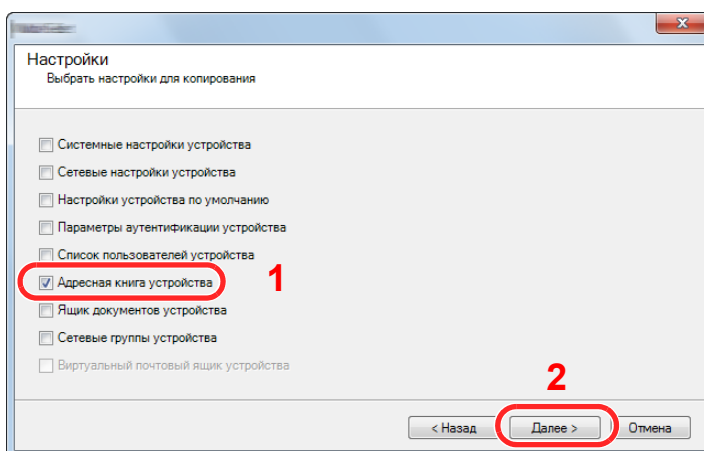 Настройки
Выбрать настройки для копирования
Системные настройки устройства
Сетевые настройки устройства
Настройки устройства по умолчанию
Параметры аутентификации устройства
Список пользователей устройства
Адресная книга устройства 1
Ящик документов устройства
Сетевые группы устройства
Виртуальный почтовый ящик устройства
2
< Назад Далее > Отмена